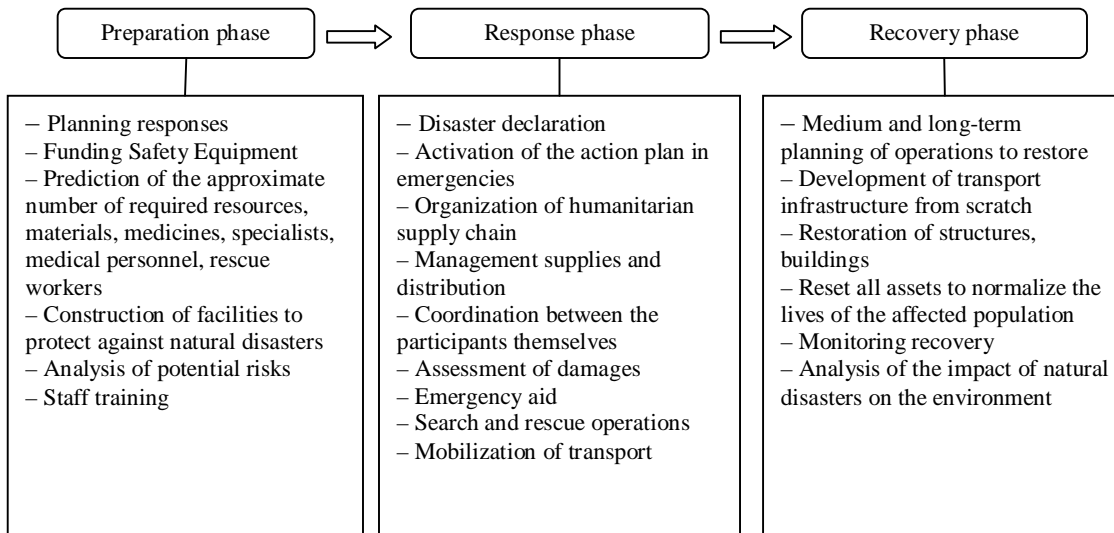 Preparation phase
Response phase
Recovery phase
– Planning responses
– Funding Safety Equipment
– Prediction of the approximate
number of required resources,
materials, medicines, specialists,
medical personnel, rescue
workers
– Construction of facilities to
protect against natural disasters
– Analysis of potential risks
– Staff training
– Disaster declaration
– Activation of the action plan in
emergencies
– Organization of humanitarian
supply chain
– Management supplies and
distribution
– Coordination between the
participants themselves
– Assessment of damages
– Emergency aid
– Search and rescue operations
– Mobilization of transport
– Medium and long-term
planning of operations to restore
– Development of transport
infrastructure from scratch
– Restoration of structures,
buildings
– Reset all assets to normalize the
lives of the affected population
– Monitoring recovery
– Analysis of the impact of natural
disasters on the environment